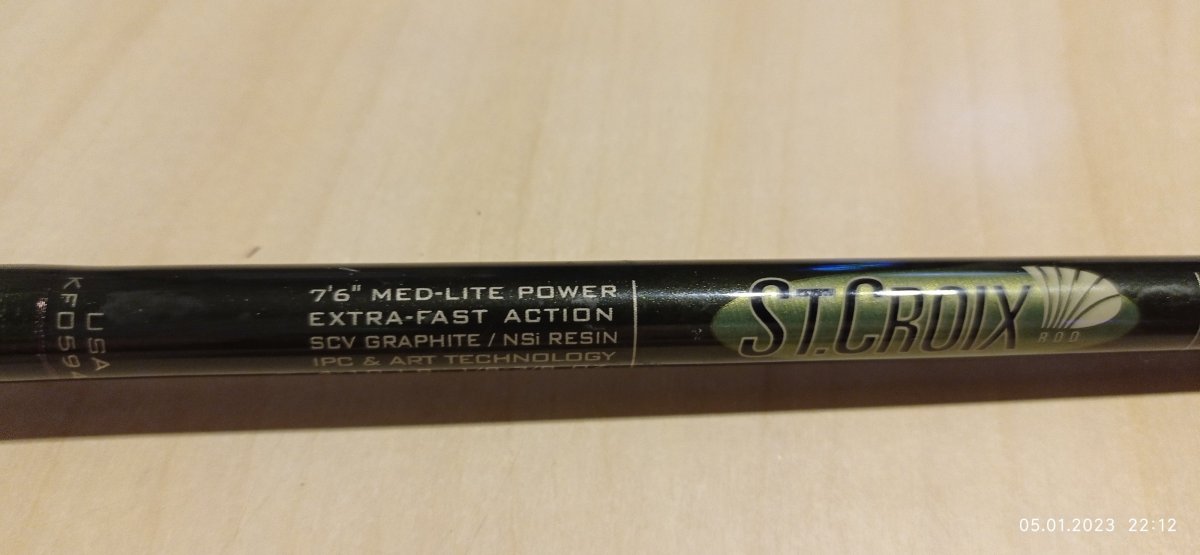 USA
7'6" MED-LITE POWER
EXTRA-FAST ACTION
SCV GRAPHITE / NSi RESIN
IPC & ART TECHNOLOGY
ST.CROIX
ROD
05.01.2023 22:12